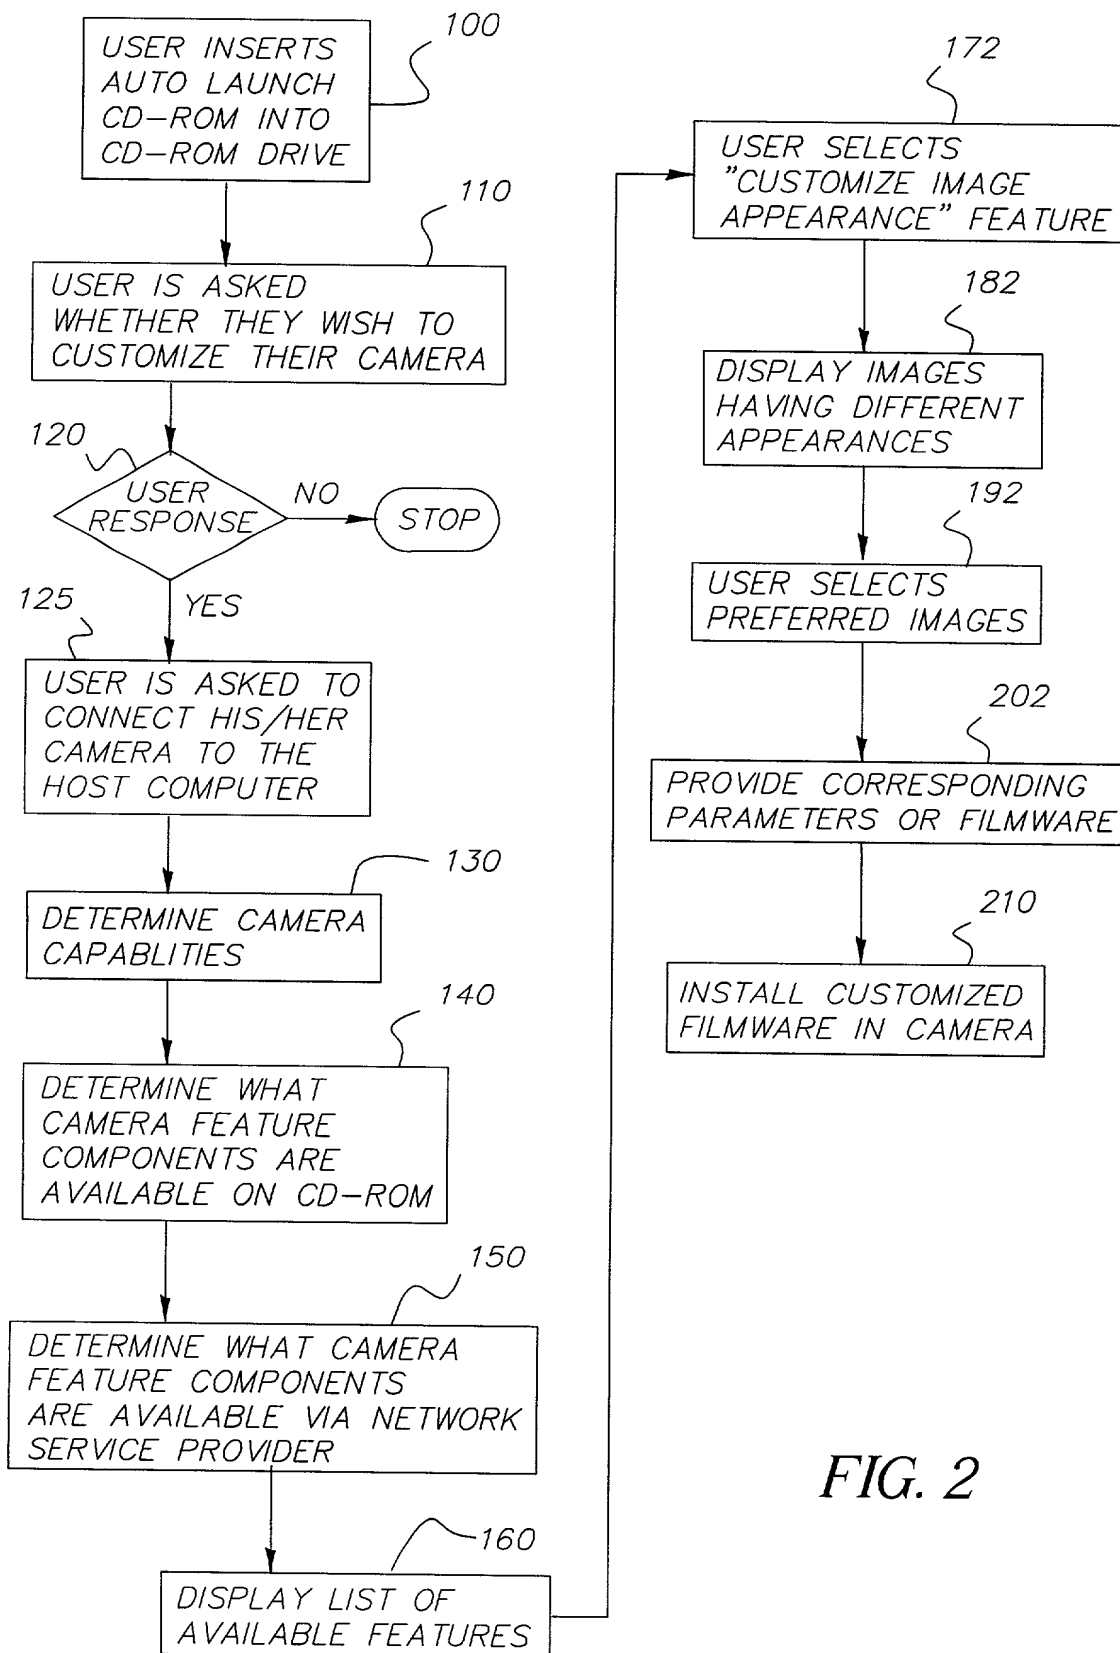 100
USER INSERTS
AUTO LAUNCH
CD-ROM INTO
CD-ROM DRIVE
110
USER IS ASKED
WHETHER THEY WISH TO
CUSTOMIZE THEIR CAMERA
120
USER
RESPONSE
NO
STOP
YES
125
USER IS ASKED TO
CONNECT HIS/HER
CAMERA TO THE
HOST COMPUTER
130
DETERMINE CAMERA
CAPABLITIES
140
DETERMINE WHAT
CAMERA FEATURE
COMPONENTS ARE
AVAILABLE ON CD-ROM
150
DETERMINE WHAT CAMERA
FEATURE COMPONENTS
ARE AVAILABLE VIA NETWORK
SERVICE PROVIDER
160
DISPLAY LIST OF
AVAILABLE FEATURES
172
USER SELECTS
"CUSTOMIZE IMAGE
APPEARANCE" FEATURE
182
DISPLAY IMAGES
HAVING DIFFERENT
APPEARANCES
192
USER SELECTS
PREFERRED IMAGES
202
PROVIDE CORRESPONDING
PARAMETERS OR FILMWARE
210
INSTALL CUSTOMIZED
FILMWARE IN CAMERA
FIG. 2